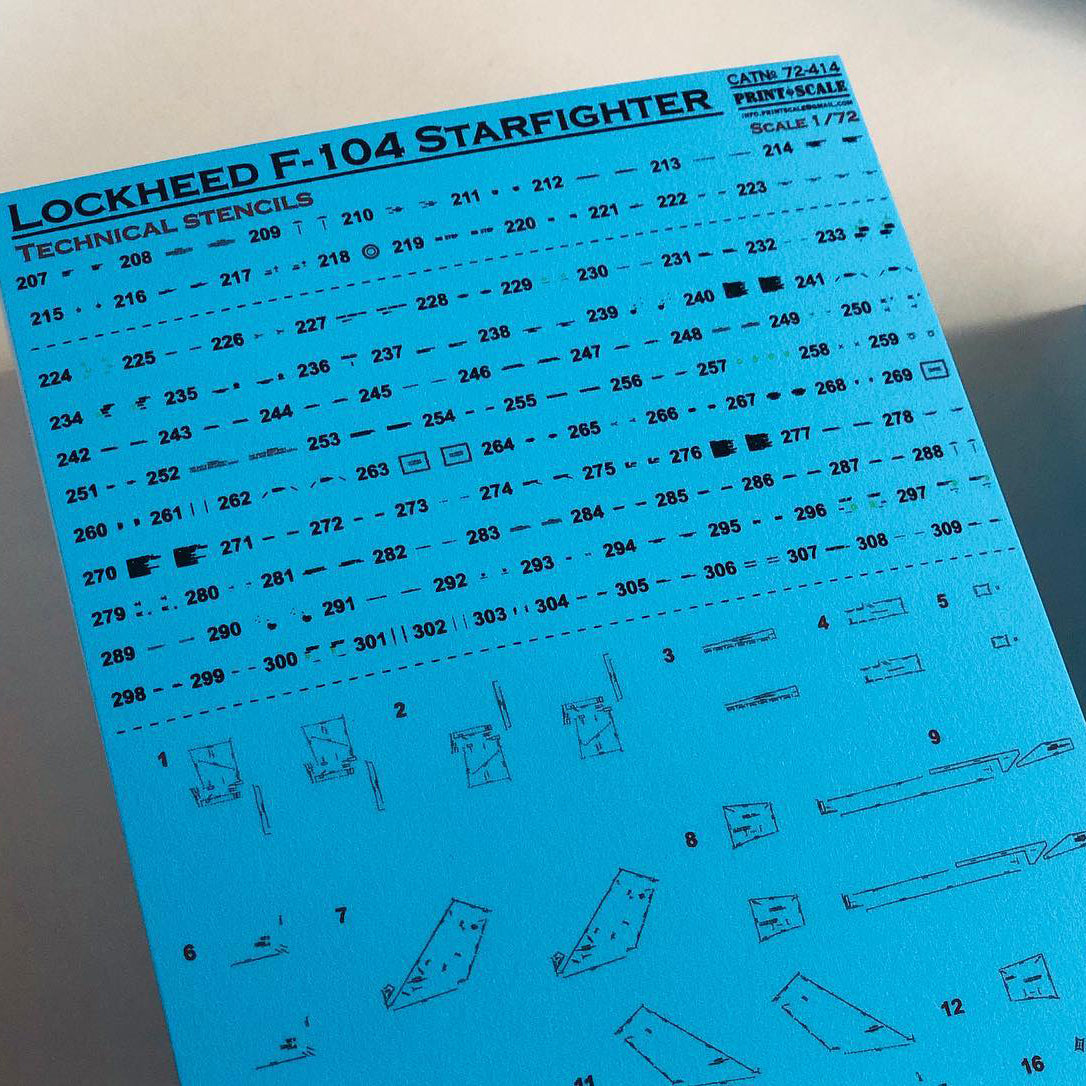 CATNo 72-414
PRINT SCALE
INFO.PRINTSCALE@GMAIL.COM
SCALE 1/72
LOCKHEED F-104 STARFIGHTER
TECHNICAL STENCILS
207 208 209 210 211 212 213 214
215 216 217 218 219 220 221 222 223
224 225 226 227 228 229 230 231 232 233
234 235 236 237 238 239 240 241
242 243 244 245 246 247 248 249 250
251 252 253 254 255 256 257 258 259
260 261 262 263 264 265 266 267 268 269
270 271 272 273 274 275 276 277 278
279 280 281 282 283 284 285 286 287 288
289 290 291 292 293 294 295 296 297
298 299 300 301 302 303 304 305 306 307 308 309
1 2 3 4 5
6 7 8 9
11 12
16